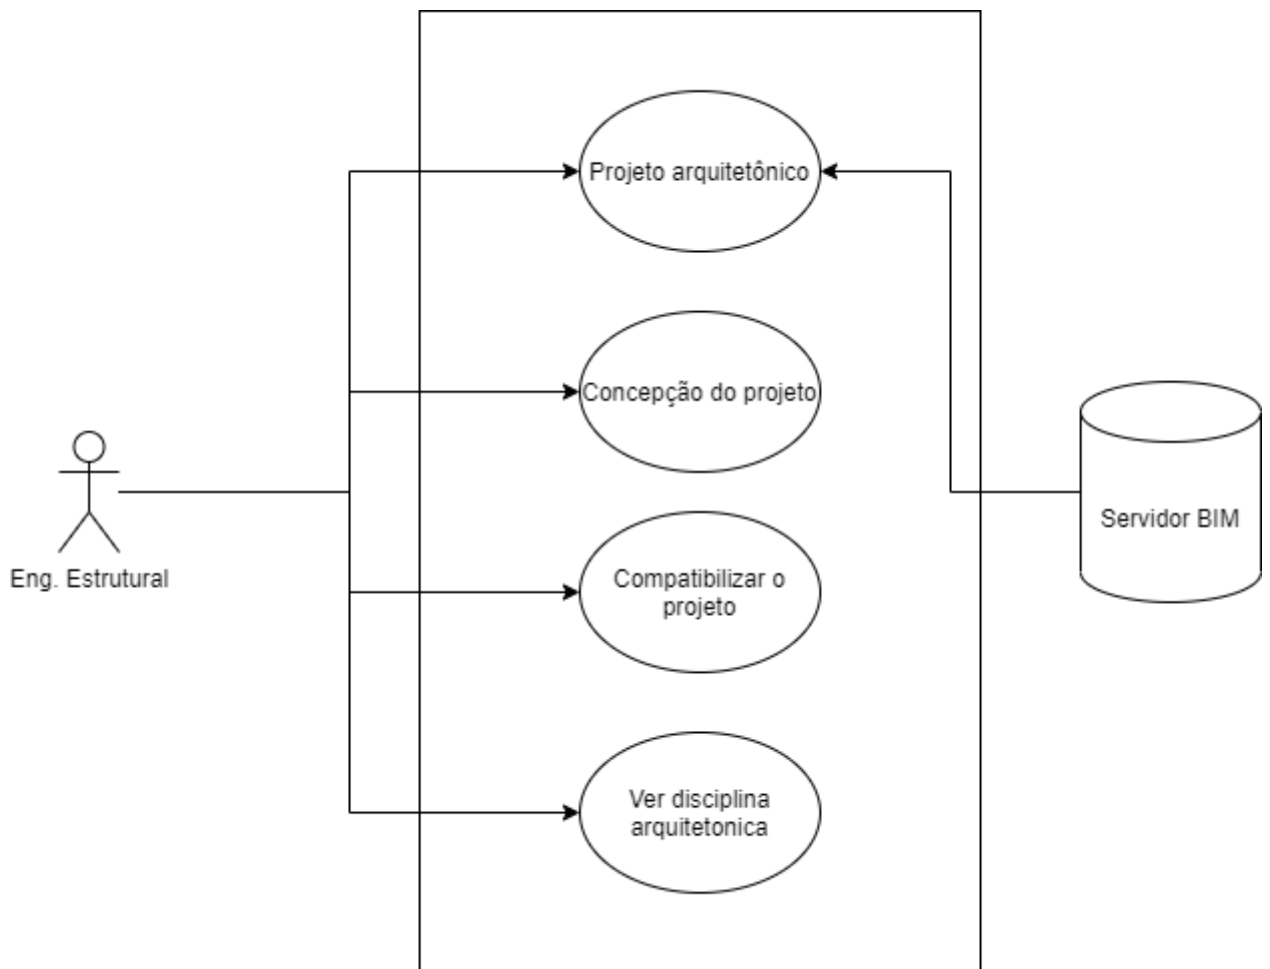 Projeto arquitetônico
Concepção do projeto
Eng. Estrutural
Servidor BIM
Compatibilizar o
projeto
Ver disciplina
arquitetonica